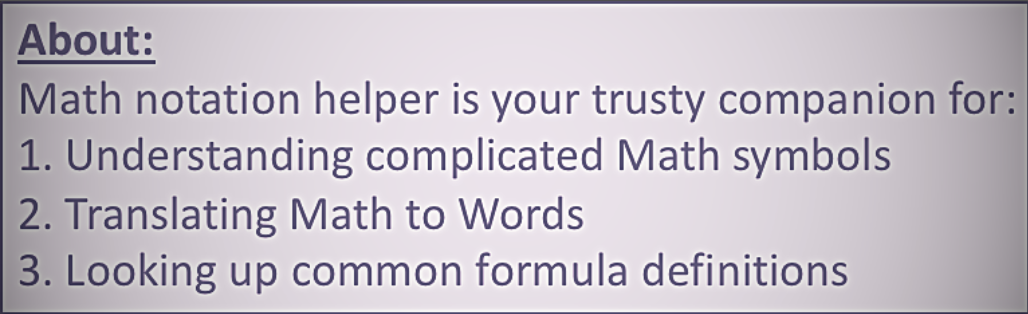 About:
Math notation helper is your trusty companion for:
1. Understanding complicated Math symbols
2. Translating Math to Words
3. Looking up common formula definitions